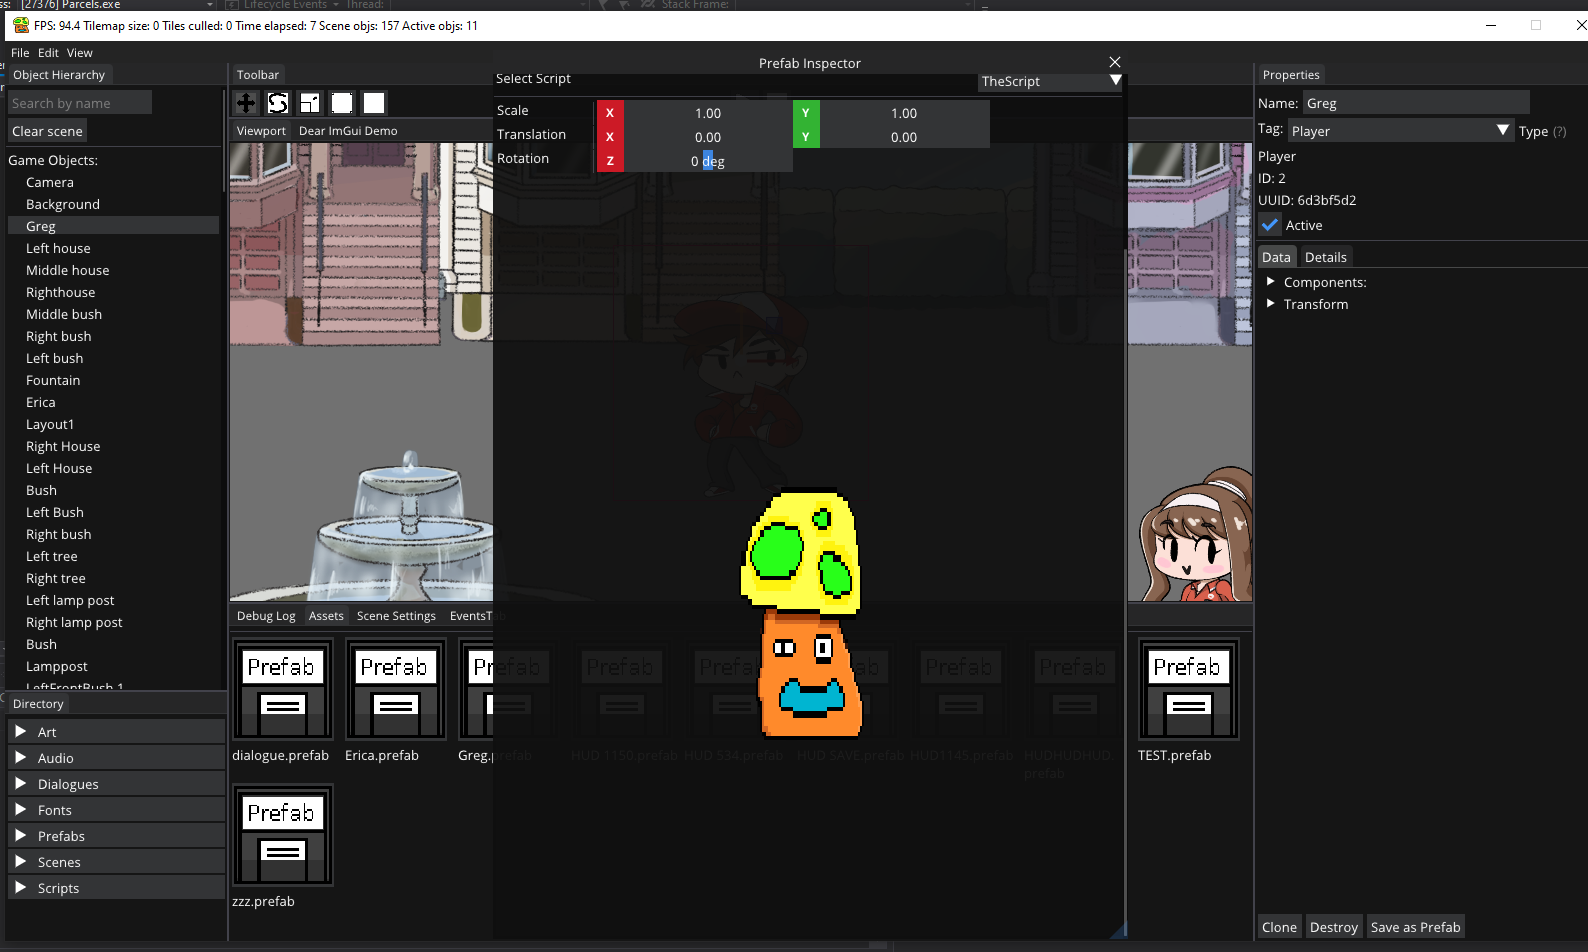 ss: [27376] Parcels.exe Lifecycle Events Thread: Stack Frame:
FPS: 94.4 Tilemap size: 0 Tiles culled: 0 Time elapsed: 7 Scene objs: 157 Active objs: 11
File Edit View
Object Hierarchy
Search by name
Clear scene
Game Objects:
Camera
Background
Greg
Left house
Middle house
Righthouse
Middle bush
Right bush
Left bush
Fountain
Erica
Layout1
Right House
Left House
Bush
Left Bush
Right bush
Left tree
Right tree
Left lamp post
Right lamp post
Bush
Lamppost
LeftFrontBush 1
Directory
Art
Audio
Dialogues
Fonts
Prefabs
Scenes
Scripts
Toolbar
Viewport Dear ImGui Demo
Prefab Inspector
Select Script TheScript
Scale X 1.00 Y 1.00
Translation X 0.00 Y 0.00
Rotation Z 0 deg
Debug Log Assets Scene Settings EventsT
Prefab Prefab Prefab Prefab Prefab Prefab Prefab Prefab Prefab
dialogue.prefab Erica.prefab Greg.prefab HUD 1150.prefab HUD 534.prefab HUD SAVE.prefab HUD1145.prefab HUDHUDHUD.prefab TEST.prefab
Prefab
zzz.prefab
Properties
Name: Greg
Tag: Player Type (?)
Player
ID: 2
UUID: 6d3bf5d2
Active
Data Details
Components:
Transform
Clone Destroy Save as Prefab